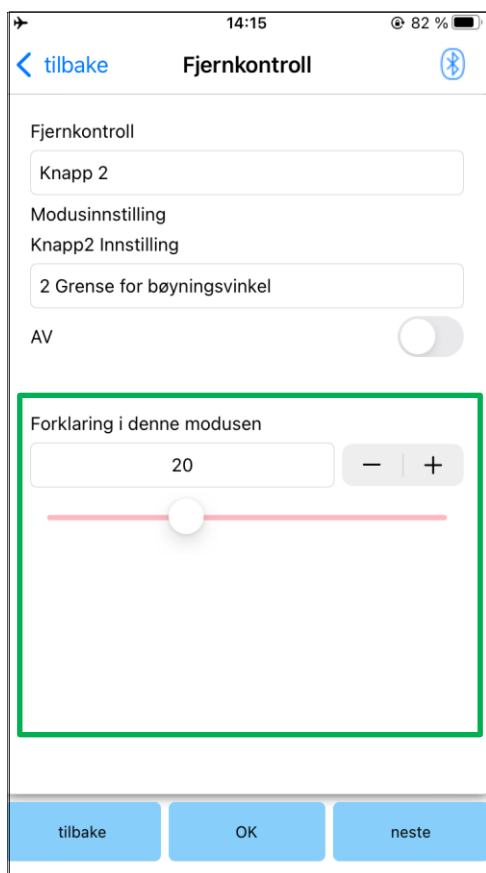 14:15
82 %
tilbake
Fjernkontroll
Fjernkontroll
Knapp 2
Modusinnstilling
Knapp2 Innstilling
2 Grense for bøyningsvinkel
AV
Forklaring i denne modusen
20
− +
tilbake
OK
neste